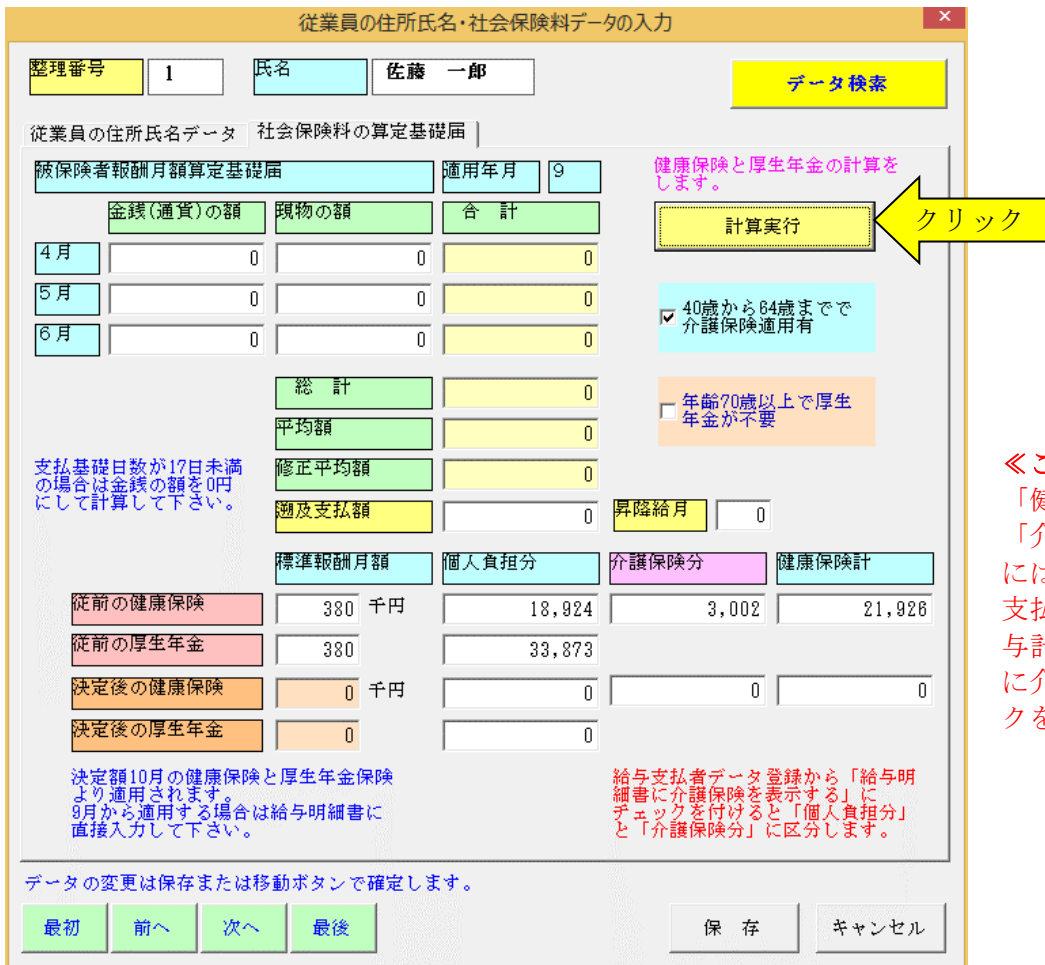 従業員の住所氏名・社会保険料データの入力
×
整理番号 1 氏名 佐藤 一郎 データ検索
従業員の住所氏名データ 社会保険料の算定基礎届
被保険者報酬月額算定基礎届 適用年月 9
健康保険と厚生年金の計算を
します。
金銭(通貨)の額 現物の額 合 計
計算実行 クリック
4月 0 0 0
5月 0 0 0
6月 0 0 0
40歳から64歳までで
介護保険適用有
総 計 0
平均額 0
修正平均額 0
遡及支払額 0 昇降給月 0
年齢70歳以上で厚生
年金が不要
支払基礎日数が17日未満
の場合は金銭の額を0円
にして計算して下さい。
標準報酬月額 個人負担分 介護保険分 健康保険計
従前の健康保険 380 千円 18,924 3,002 21,926
従前の厚生年金 380 33,873
決定後の健康保険 0 千円 0 0 0
決定後の厚生年金 0 0
決定額10月の健康保険と厚生年金保険
より適用されます。
9月から適用する場合は給与明細書に
直接入力して下さい。
給与支払者データ登録から「給与明
細書に介護保険を表示する」に
チェックを付けると「個人負担分」
と「介護保険分」に区分します。
データの変更は保存または移動ボタンで確定します。
最初 前へ 次へ 最後 保 存 キャンセル
≪こ
「健
「介
には
支払
与計
に介
クを